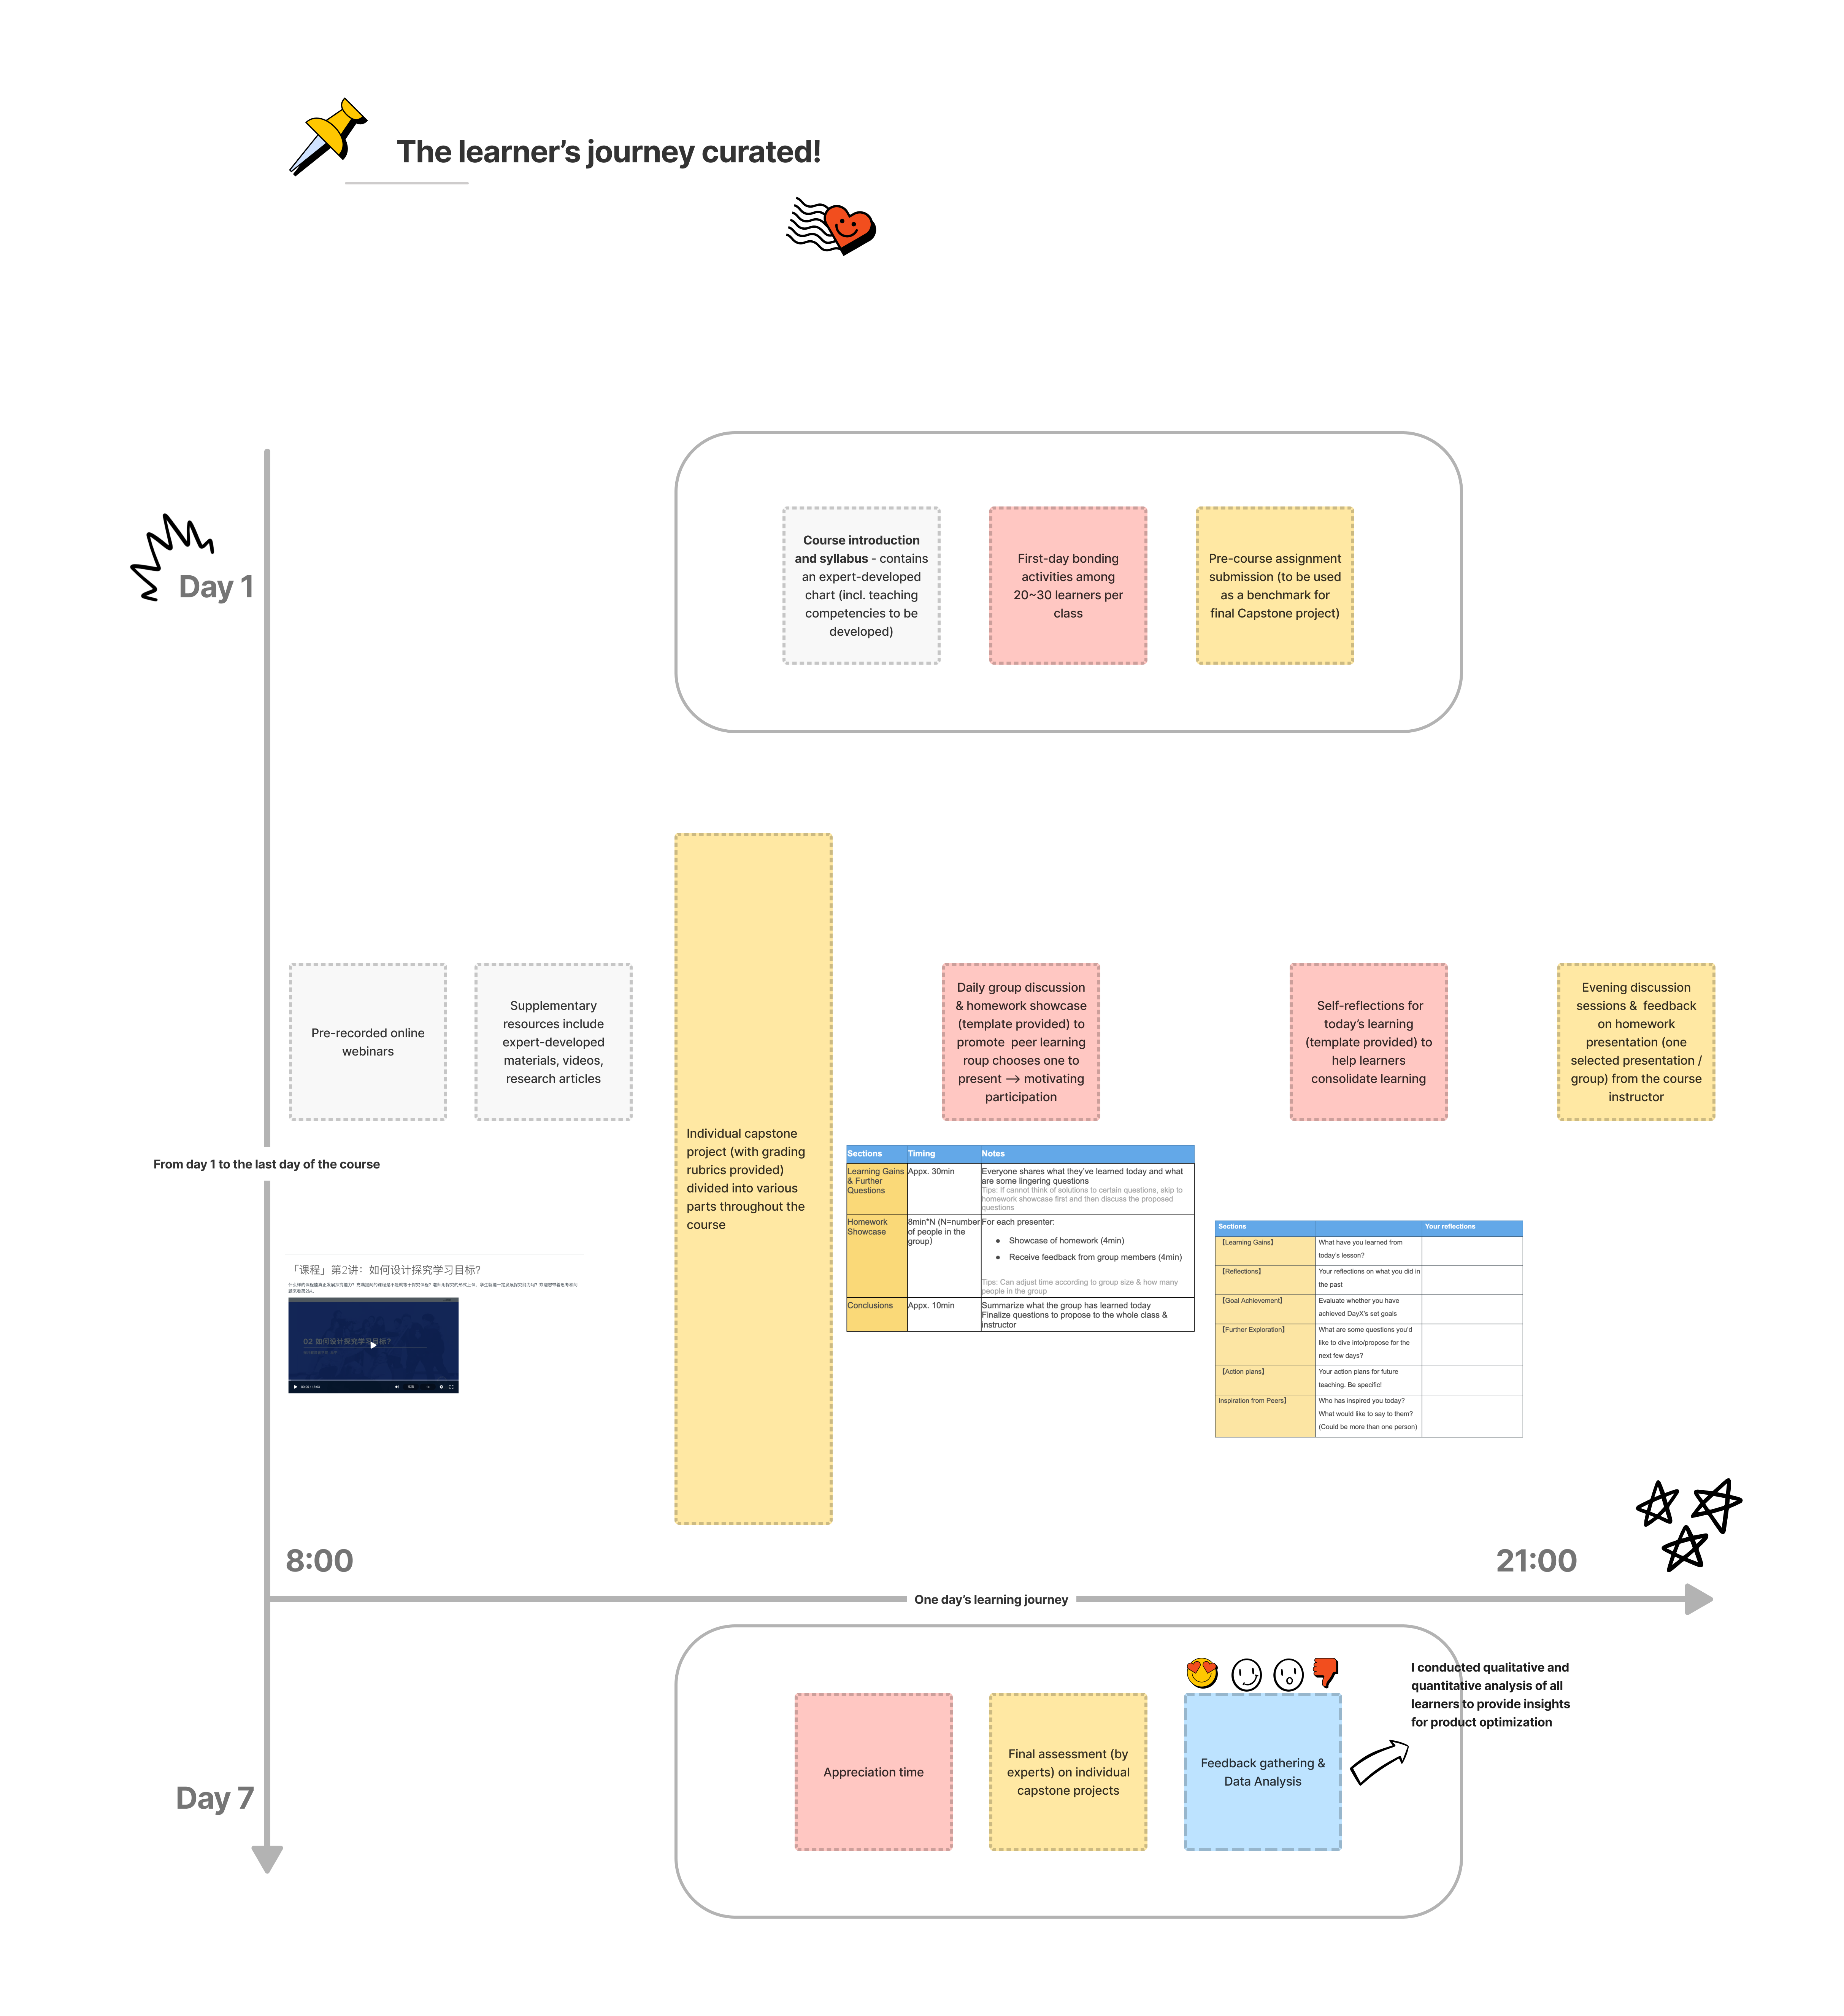 The learner’s journey curated!
Day 1
Course introduction
and syllabus - contains
an expert-developed
chart (incl. teaching
competencies to be
developed)
First-day bonding
activities among
20~30 learners per
class
Pre-course assignment
submission (to be used
as a benchmark for
final Capstone project)
From day 1 to the last day of the course
Pre-recorded online
webinars
Supplementary
resources include
expert-developed
materials, videos,
research articles
Individual capstone
project (with grading
rubrics provided)
divided into various
parts throughout the
course
Daily group discussion
& homework showcase
(template provided) to
promote  peer learning
roup chooses one to
present → motivating
participation
Self-reflections for
today’s learning
(template provided) to
help learners
consolidate learning
Evening discussion
sessions &  feedback
on homework
presentation (one
selected presentation /
group) from the course
instructor
「课程」第2讲：如何设计探究学习目标？
02 如何设计探究学习目标？
Sections Timing Notes
Learning Gains
& Further
Questions
Appx. 30min
Everyone shares what they’ve learned today and what
are some lingering questions
Tips: If cannot think of solutions to certain questions, skip to
homework showcase first and then discuss the proposed
questions
Homework
Showcase
8min*N (N=number
of people in the
group)
For each presenter:
● Showcase of homework (4min)
● Receive feedback from group members (4min)
Tips: Can adjust time according to group size & how many
people in the group
Conclusions
Appx. 10min
Summarize what the group has learned today
Finalize questions to propose to the whole class &
instructor
Sections Your reflections
【Learning Gains】
What have you learned from
today’s lesson?
【Reflections】
Your reflections on what you did in
the past
【Goal Achievement】
Evaluate whether you have
achieved DayX’s set goals
【Further Exploration】
What are some questions you’d
like to dive into/propose for the
next few days?
【Action plans】
Your action plans for future
teaching. Be specific!
Inspiration from Peers】
Who has inspired you today?
What would like to say to them?
(Could be more than one person)
8:00
21:00
One day’s learning journey
Day 7
Appreciation time
Final assessment (by
experts) on individual
capstone projects
Feedback gathering &
Data Analysis
I conducted qualitative and
quantitative analysis of all
learners to provide insights
for product optimization